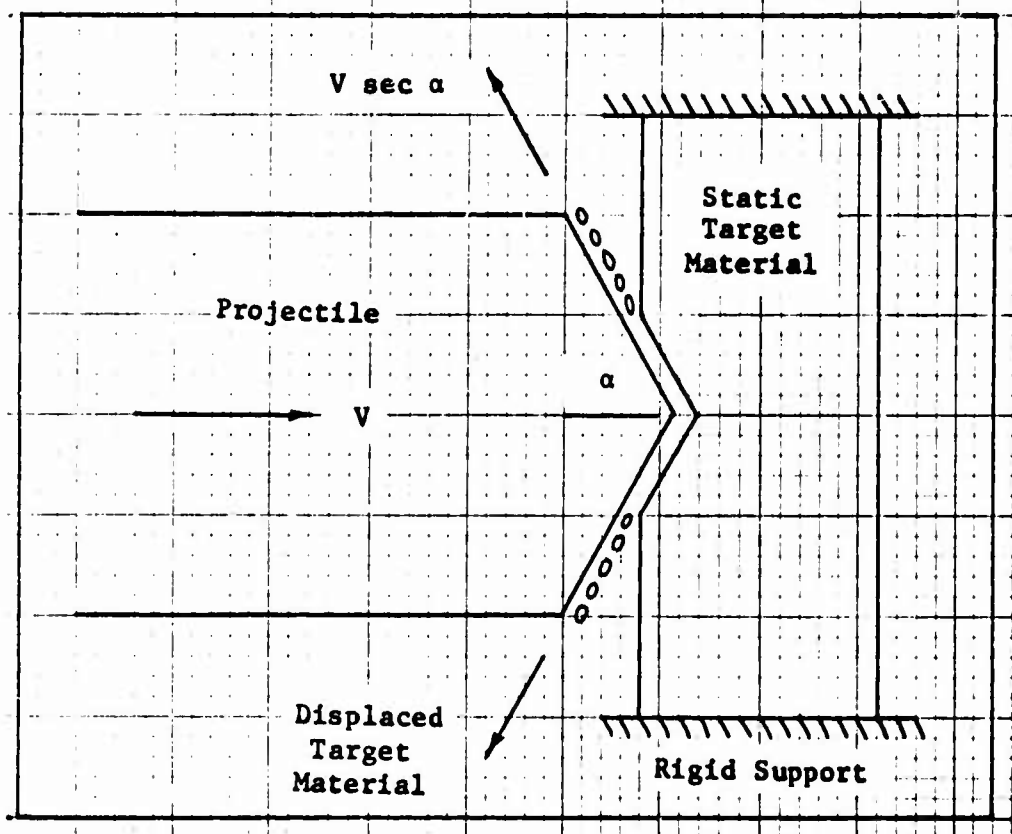 V sec α
Static
Target
Material
Projectile
α
V
Displaced
Target
Material
Rigid Support